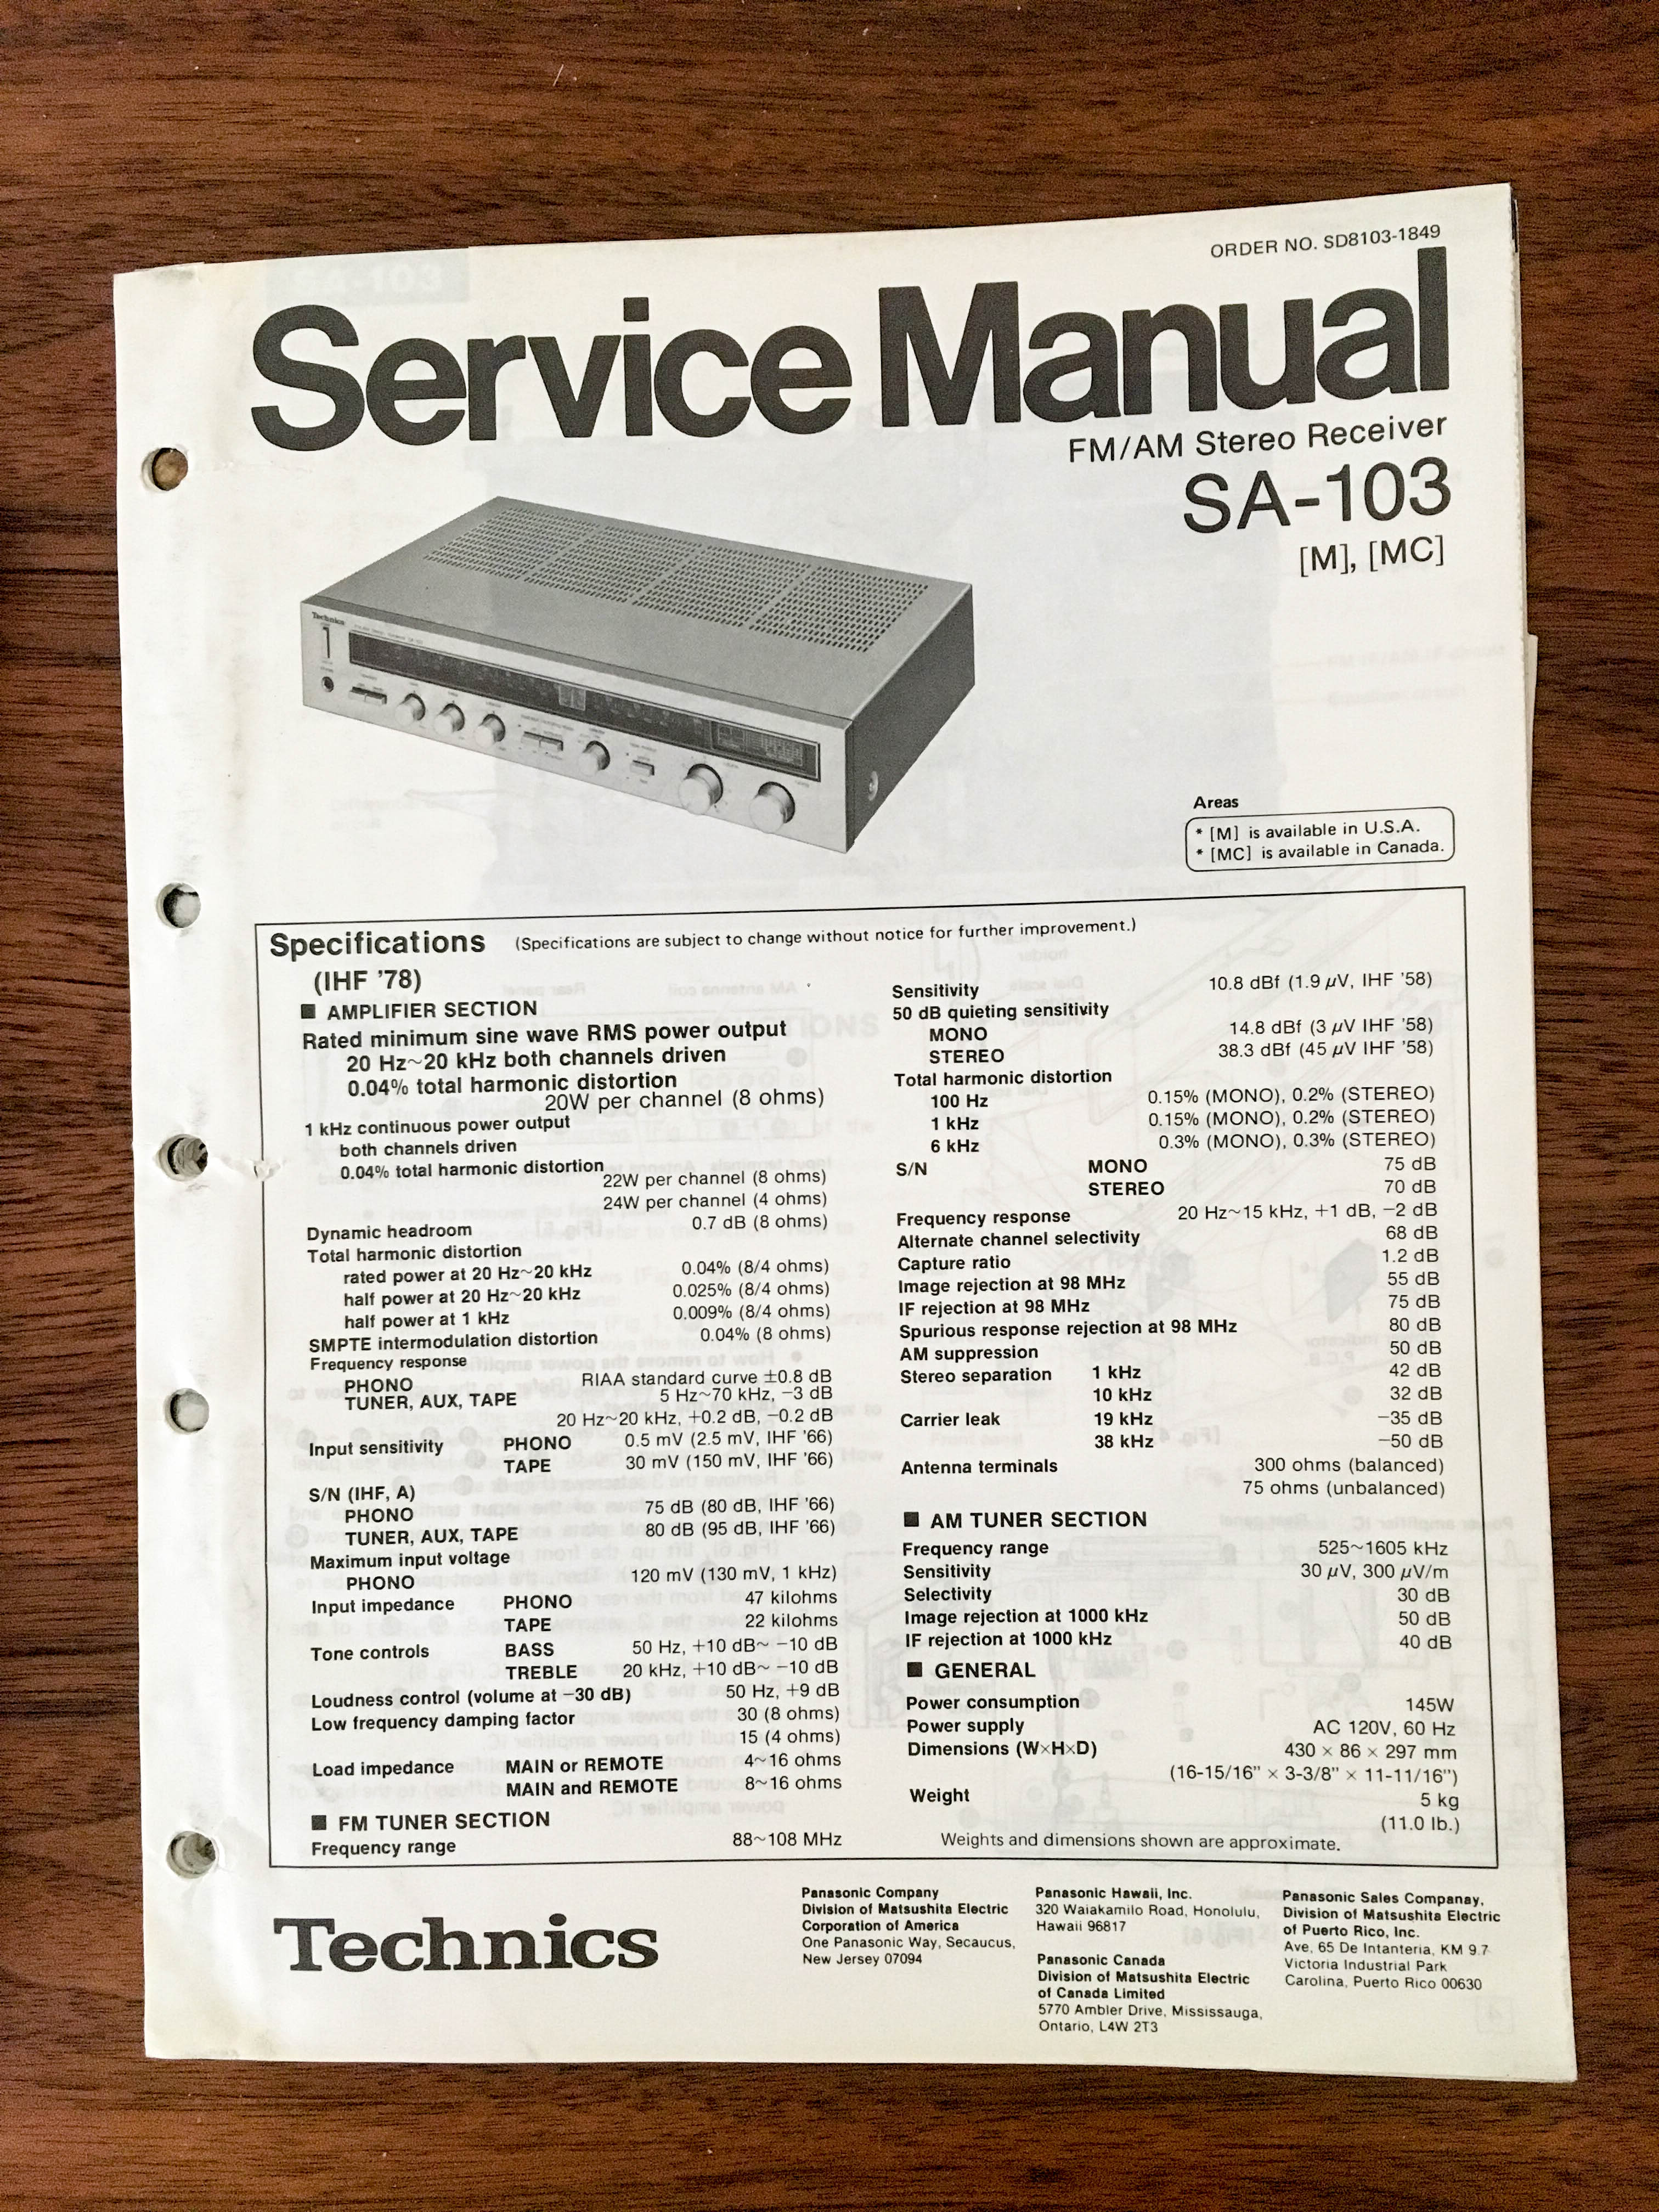 ORDER NO. SD8103-1849
Service Manual
FM/AM Stereo Receiver
SA-103
[M], [MC]
Technics
Areas
* [M] is available in U.S.A.
* [MC] is available in Canada.
Specifications (Specifications are subject to change without notice for further improvement.)
(IHF '78)
■ AMPLIFIER SECTION
Rated minimum sine wave RMS power output
20 Hz~20 kHz both channels driven
0.04% total harmonic distortion
20W per channel (8 ohms)
1 kHz continuous power output
both channels driven
0.04% total harmonic distortion
22W per channel (8 ohms)
24W per channel (4 ohms)
Dynamic headroom 0.7 dB (8 ohms)
Total harmonic distortion
rated power at 20 Hz~20 kHz 0.04% (8/4 ohms)
half power at 20 Hz~20 kHz 0.025% (8/4 ohms)
half power at 1 kHz 0.009% (8/4 ohms)
SMPTE intermodulation distortion 0.04% (8 ohms)
Frequency response
PHONO RIAA standard curve ±0.8 dB
TUNER, AUX, TAPE 5 Hz~70 kHz, −3 dB
20 Hz~20 kHz, +0.2 dB, −0.2 dB
Input sensitivity PHONO 0.5 mV (2.5 mV, IHF '66)
TAPE 30 mV (150 mV, IHF '66)
S/N (IHF, A)
PHONO 75 dB (80 dB, IHF '66)
TUNER, AUX, TAPE 80 dB (95 dB, IHF '66)
Maximum input voltage
PHONO 120 mV (130 mV, 1 kHz)
Input impedance PHONO 47 kilohms
TAPE 22 kilohms
Tone controls BASS 50 Hz, +10 dB~ −10 dB
TREBLE 20 kHz, +10 dB~ −10 dB
Loudness control (volume at −30 dB) 50 Hz, +9 dB
Low frequency damping factor 30 (8 ohms)
15 (4 ohms)
Load impedance MAIN or REMOTE 4~16 ohms
MAIN and REMOTE 8~16 ohms
■ FM TUNER SECTION
Frequency range 88~108 MHz
Sensitivity 10.8 dBf (1.9 µV, IHF '58)
50 dB quieting sensitivity
MONO 14.8 dBf (3 µV IHF '58)
STEREO 38.3 dBf (45 µV IHF '58)
Total harmonic distortion
100 Hz 0.15% (MONO), 0.2% (STEREO)
1 kHz 0.15% (MONO), 0.2% (STEREO)
6 kHz 0.3% (MONO), 0.3% (STEREO)
S/N MONO 75 dB
STEREO 70 dB
Frequency response 20 Hz~15 kHz, +1 dB, −2 dB
Alternate channel selectivity 68 dB
Capture ratio 1.2 dB
Image rejection at 98 MHz 55 dB
IF rejection at 98 MHz 75 dB
Spurious response rejection at 98 MHz 80 dB
AM suppression 50 dB
Stereo separation 1 kHz 42 dB
10 kHz 32 dB
Carrier leak 19 kHz −35 dB
38 kHz −50 dB
Antenna terminals 300 ohms (balanced)
75 ohms (unbalanced)
■ AM TUNER SECTION
Frequency range 525~1605 kHz
Sensitivity 30 µV, 300 µV/m
Selectivity 30 dB
Image rejection at 1000 kHz 50 dB
IF rejection at 1000 kHz 40 dB
■ GENERAL
Power consumption 145W
Power supply AC 120V, 60 Hz
Dimensions (W×H×D) 430 × 86 × 297 mm
(16-15/16" × 3-3/8" × 11-11/16")
Weight 5 kg
(11.0 lb.)
Weights and dimensions shown are approximate.
Technics
Panasonic Company
Division of Matsushita Electric
Corporation of America
One Panasonic Way, Secaucus,
New Jersey 07094
Panasonic Hawaii, Inc.
320 Waiakamilo Road, Honolulu,
Hawaii 96817
Panasonic Canada
Division of Matsushita Electric
of Canada Limited
5770 Ambler Drive, Mississauga,
Ontario, L4W 2T3
Panasonic Sales Companay,
Division of Matsushita Electric
of Puerto Rico, Inc.
Ave, 65 De Intanteria, KM 9.7
Victoria Industrial Park
Carolina, Puerto Rico 00630